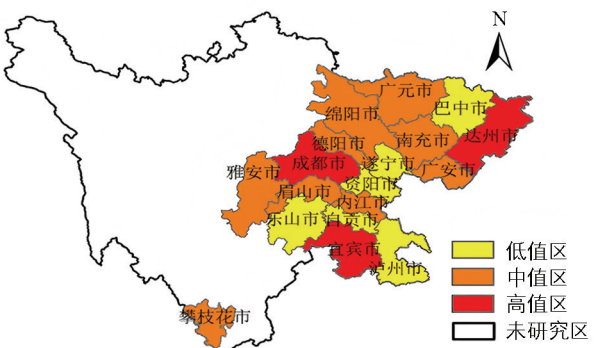 N
广元市
巴中市
绵阳市
达州市
南充市
德阳市
成都市
遂宁市
广安市
雅安市
资阳市
眉山市
内江市
乐山市
自贡市
宜宾市
泸州市
攀枝花市
低值区
中值区
高值区
未研究区